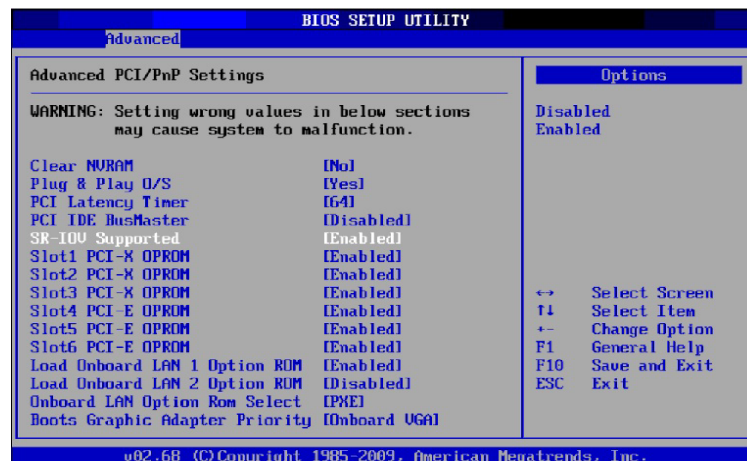 BIOS SETUP UTILITY
Advanced
Advanced PCI/PnP Settings
WARNING: Setting wrong values in below sections
may cause system to malfunction.
Clear NVRAM [No]
Plug & Play O/S [Yes]
PCI Latency Timer [64]
PCI IDE BusMaster [Disabled]
SR-IOV Supported [Enabled]
Slot1 PCI-X OPROM [Enabled]
Slot2 PCI-X OPROM [Enabled]
Slot3 PCI-X OPROM [Enabled]
Slot4 PCI-E OPROM [Enabled]
Slot5 PCI-E OPROM [Enabled]
Slot6 PCI-E OPROM [Enabled]
Load Onboard LAN 1 Option ROM [Enabled]
Load Onboard LAN 2 Option ROM [Disabled]
Onboard LAN Option Rom Select [PXE]
Boots Graphic Adapter Priority [Onboard VGA]
Options
Disabled
Enabled
↔ Select Screen
↑↓ Select Item
+- Change Option
F1 General Help
F10 Save and Exit
ESC Exit
v02.68 (C)Copyright 1985-2009, American Megatrends, Inc.